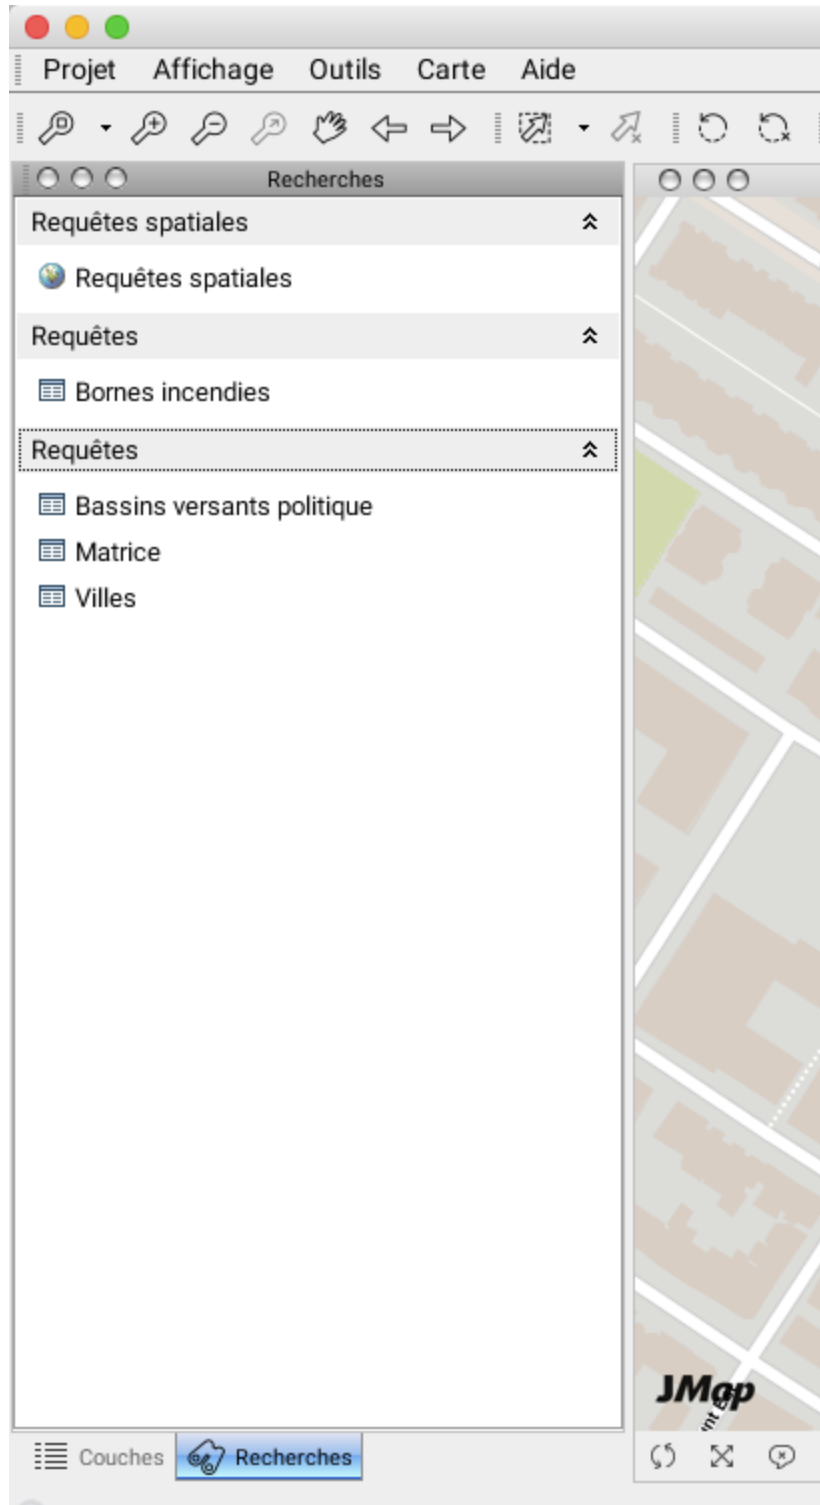 Projet Affichage Outils Carte Aide
Recherches
Requêtes spatiales
Requêtes spatiales
Requêtes
Bornes incendies
Requêtes
Bassins versants politique
Matrice
Villes
JMap
Couches Recherches